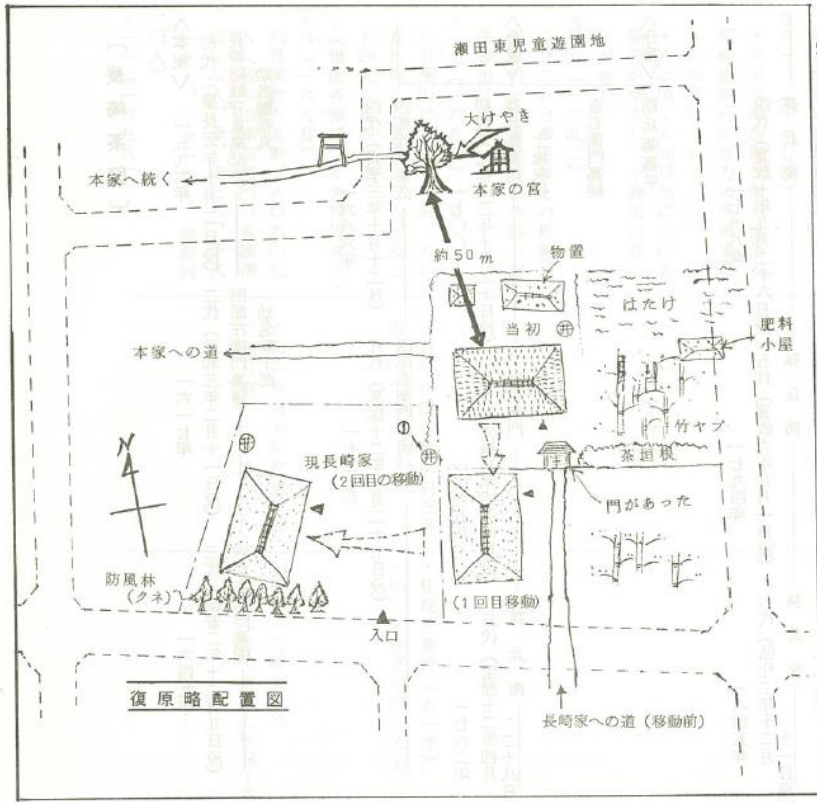 瀬田東児童遊園地
大けやき
本家へ続く
本家の宮
約50m
物置
はたけ
当初
井
肥料
小屋
本家への道
竹ヤブ
①
井
井
茶垣根
現長崎家
(2回目の移動)
門があった
N
防風林
(クネ)
(1回目移動)
入口
復原略配置図
長崎家への道(移動前)